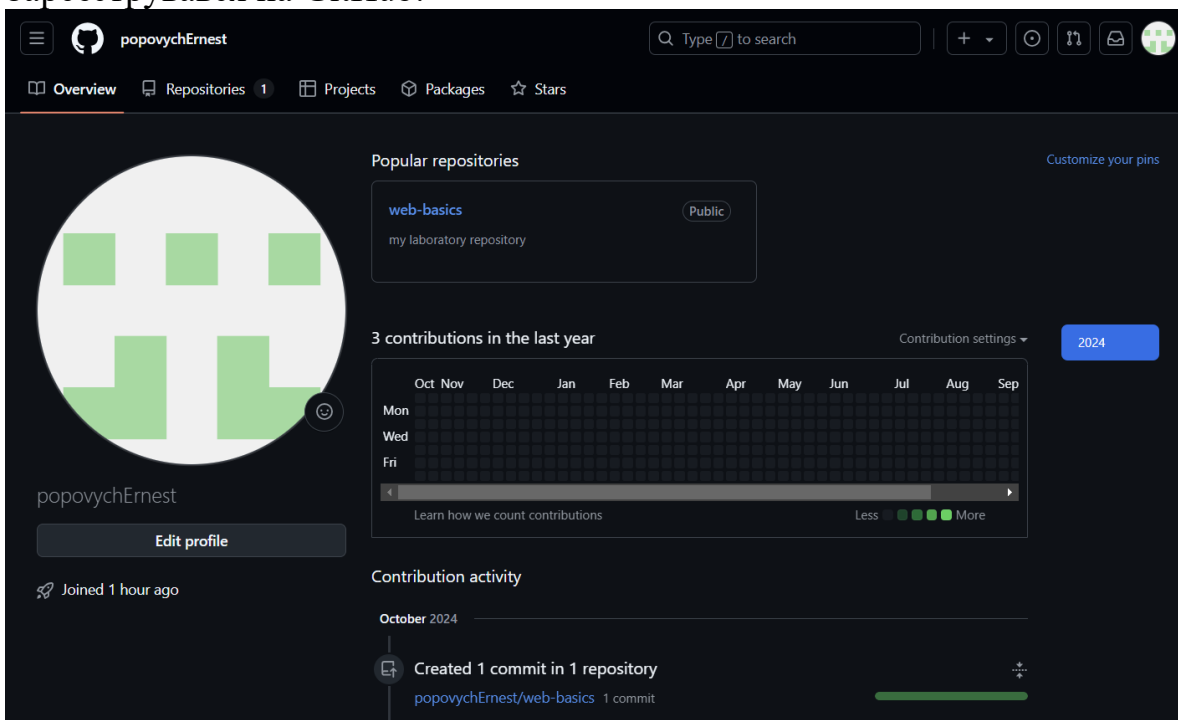 Зареєструвався на GitHub:
popovychErnest
Type / to search
Overview Repositories 1 Projects Packages Stars
Popular repositories
Customize your pins
web-basics Public
my laboratory repository
3 contributions in the last year
Contribution settings
2024
Oct Nov Dec Jan Feb Mar Apr May Jun Jul Aug Sep
Mon
Wed
Fri
popovychErnest
Learn how we count contributions
Less More
Edit profile
Joined 1 hour ago
Contribution activity
October 2024
Created 1 commit in 1 repository
popovychErnest/web-basics 1 commit